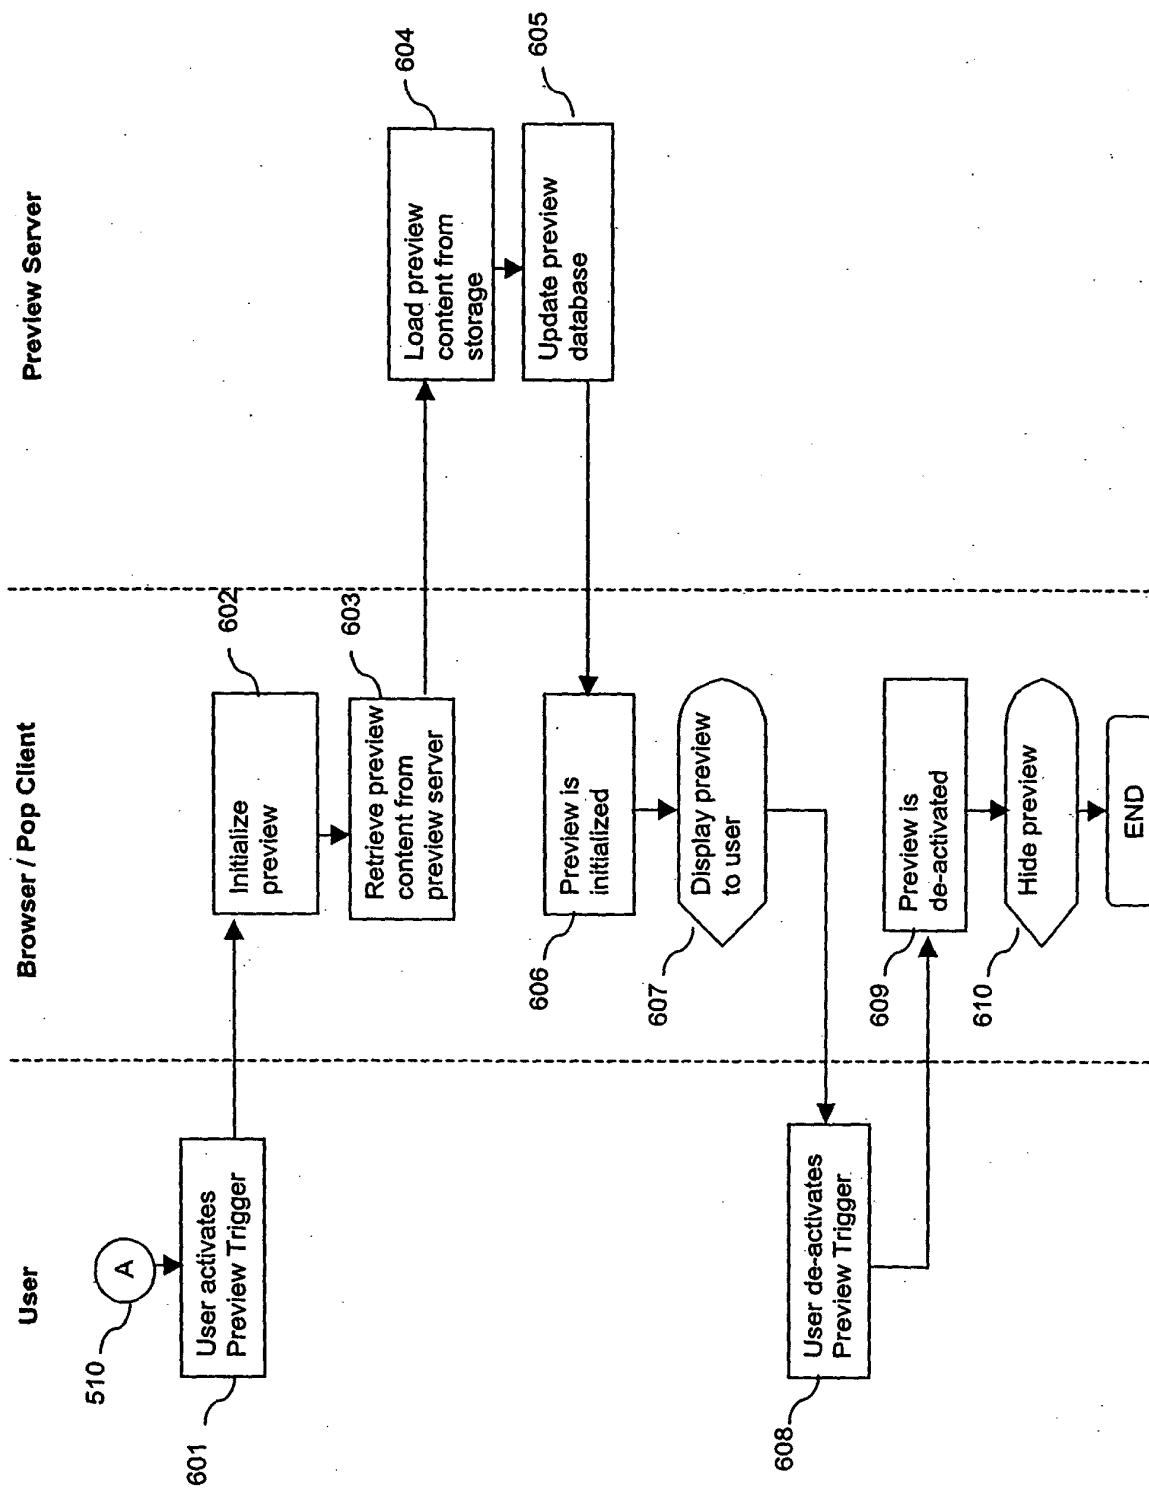 User
Browser / Pop Client
Preview Server
510
A
601
User activates
Preview Trigger
602
Initialize
preview
603
Retrieve preview
content from
preview server
604
Load preview
content from
storage
605
Update preview
database
606
Preview is
initialized
607
Display preview
to user
608
User de-activates
Preview Trigger
609
Preview is
de-activated
610
Hide preview
END